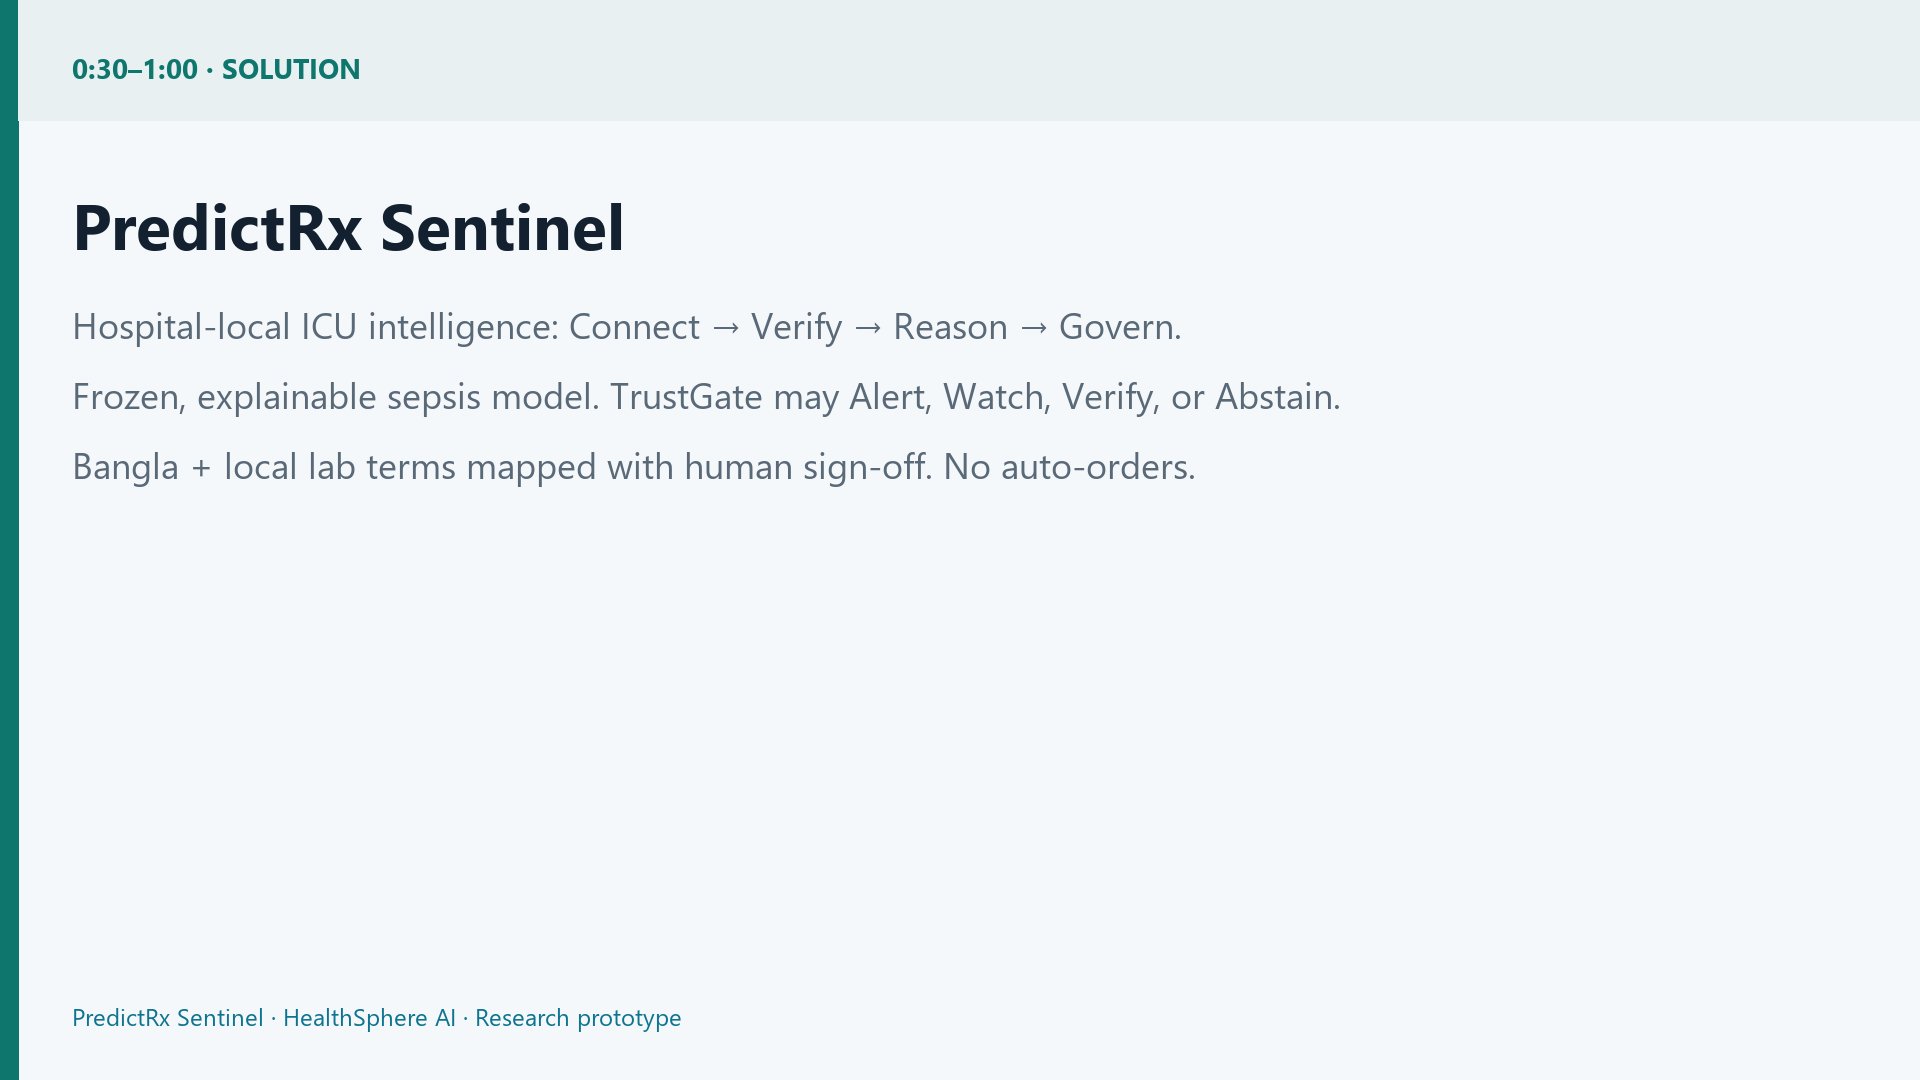 0:30–1:00 · SOLUTION
PredictRx Sentinel
Hospital-local ICU intelligence: Connect → Verify → Reason → Govern.
Frozen, explainable sepsis model. TrustGate may Alert, Watch, Verify, or Abstain.
Bangla + local lab terms mapped with human sign-off. No auto-orders.
PredictRx Sentinel · HealthSphere AI · Research prototype